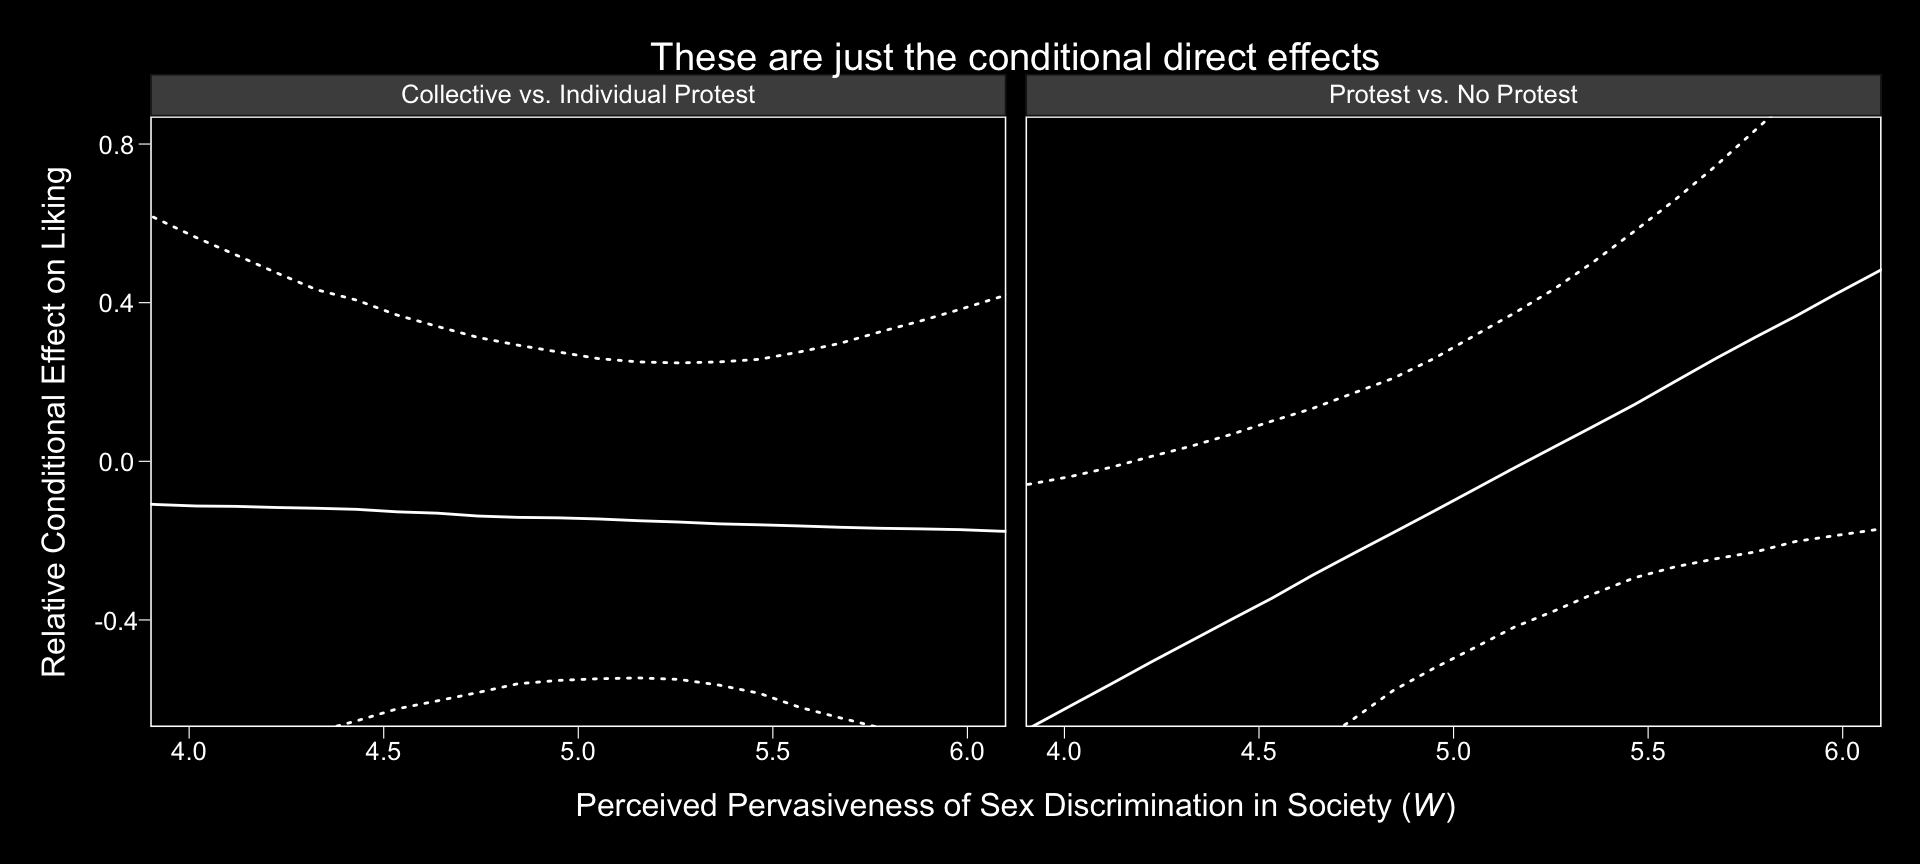 These are just the conditional direct effects
Collective vs. Individual Protest
Protest vs. No Protest
Relative Conditional Effect on Liking
0.8
0.4
0.0
-0.4
4.0 4.5 5.0 5.5 6.0
4.0 4.5 5.0 5.5 6.0
Perceived Pervasiveness of Sex Discrimination in Society (W)